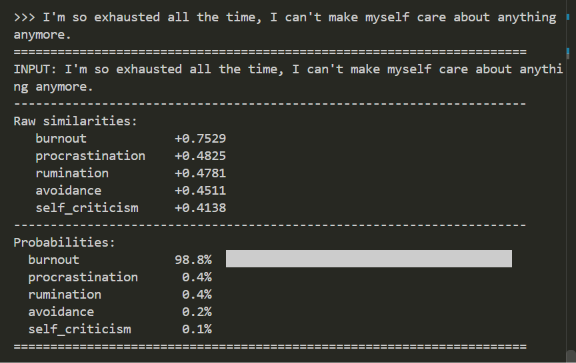 >>> I'm so exhausted all the time, I can't make myself care about anything
anymore.
======================================================================
INPUT: I'm so exhausted all the time, I can't make myself care about anythi
ng anymore.
----------------------------------------------------------------------
Raw similarities:
burnout +0.7529
procrastination +0.4825
rumination +0.4781
avoidance +0.4511
self_criticism +0.4138
----------------------------------------------------------------------
Probabilities:
burnout 98.8%
procrastination 0.4%
rumination 0.4%
avoidance 0.2%
self_criticism 0.1%
======================================================================